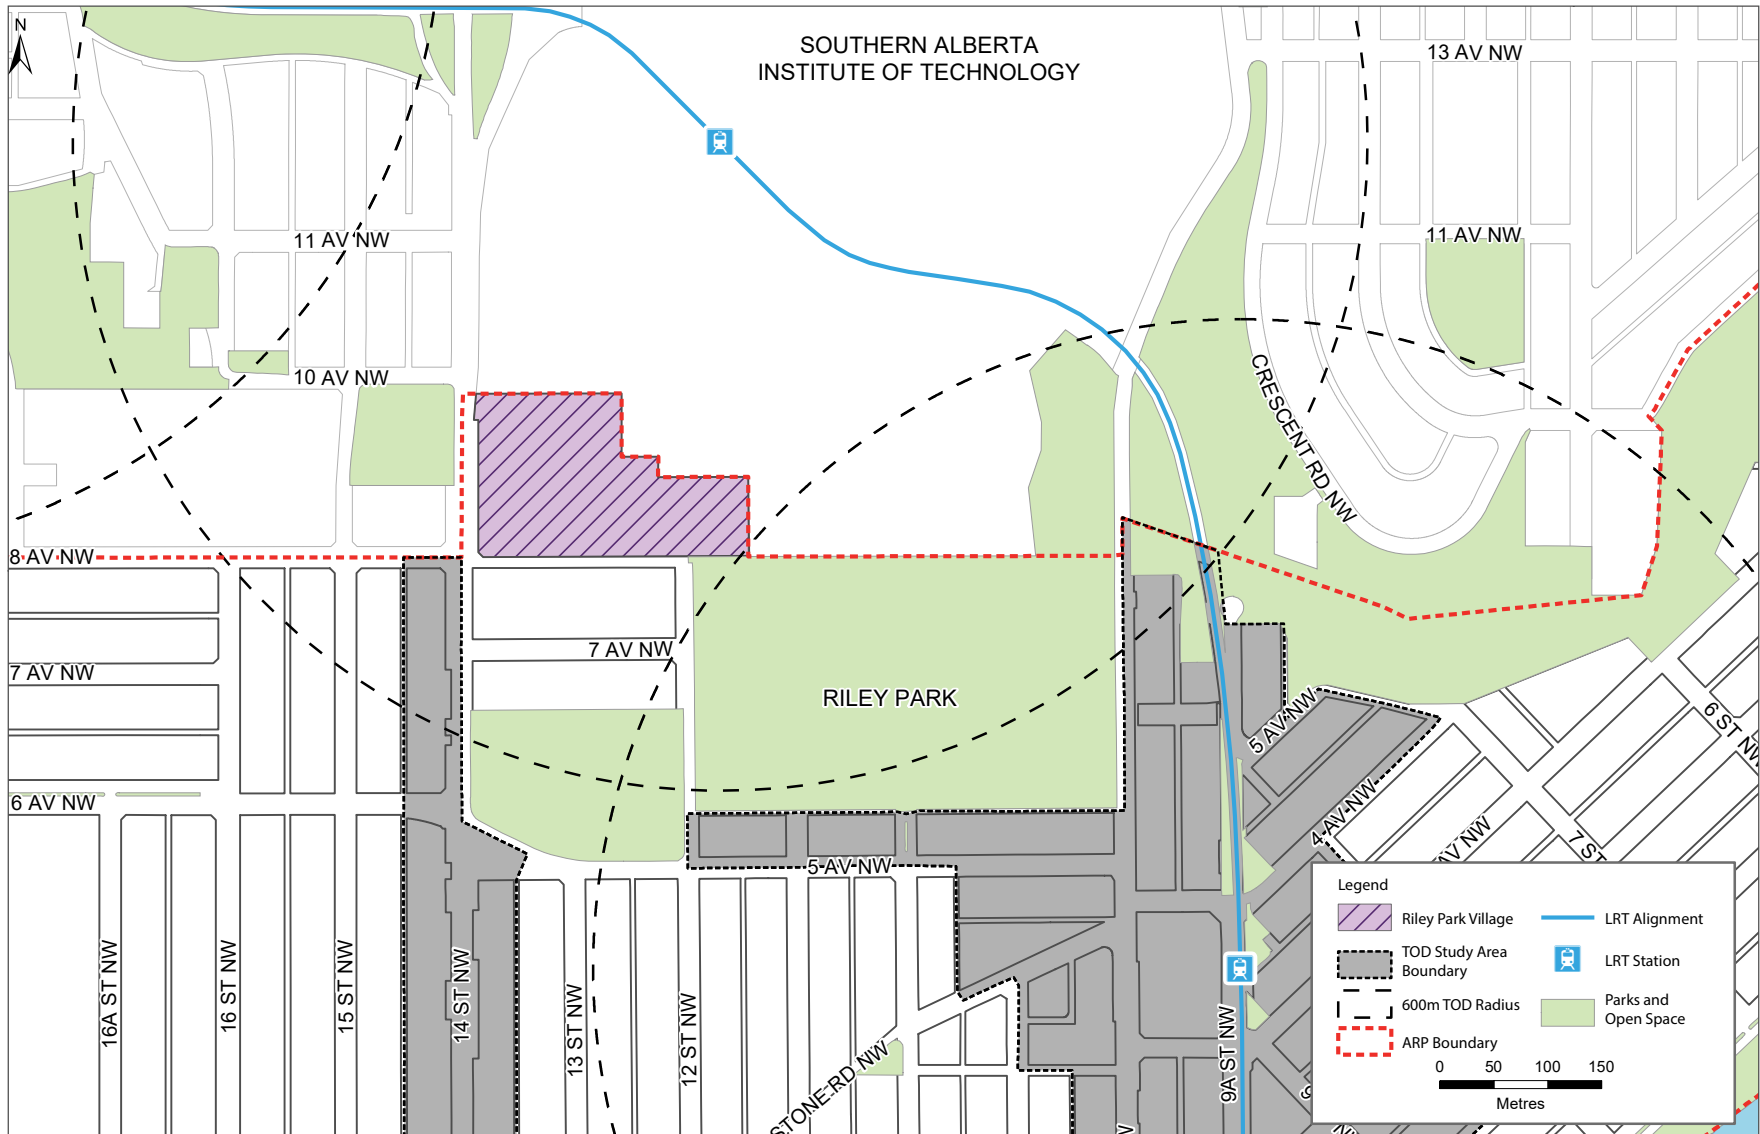 N
SOUTHERN ALBERTA
INSTITUTE OF TECHNOLOGY
13 AV NW
11 AV NW
11 AV NW
10 AV NW
CRESCENT RD NW
8 AV NW
7 AV NW
7 AV NW
RILEY PARK
6 ST NW
5 AV NW
6 AV NW
4 AV NW
AV NW
7 ST
5 AV NW
16A ST NW
16 ST NW
15 ST NW
14 ST NW
13 ST NW
12 ST NW
STONE RD NW
9A ST NW
Legend
Riley Park Village
LRT Alignment
TOD Study Area
Boundary
LRT Station
600m TOD Radius
Parks and
Open Space
ARP Boundary
0 50 100 150
Metres